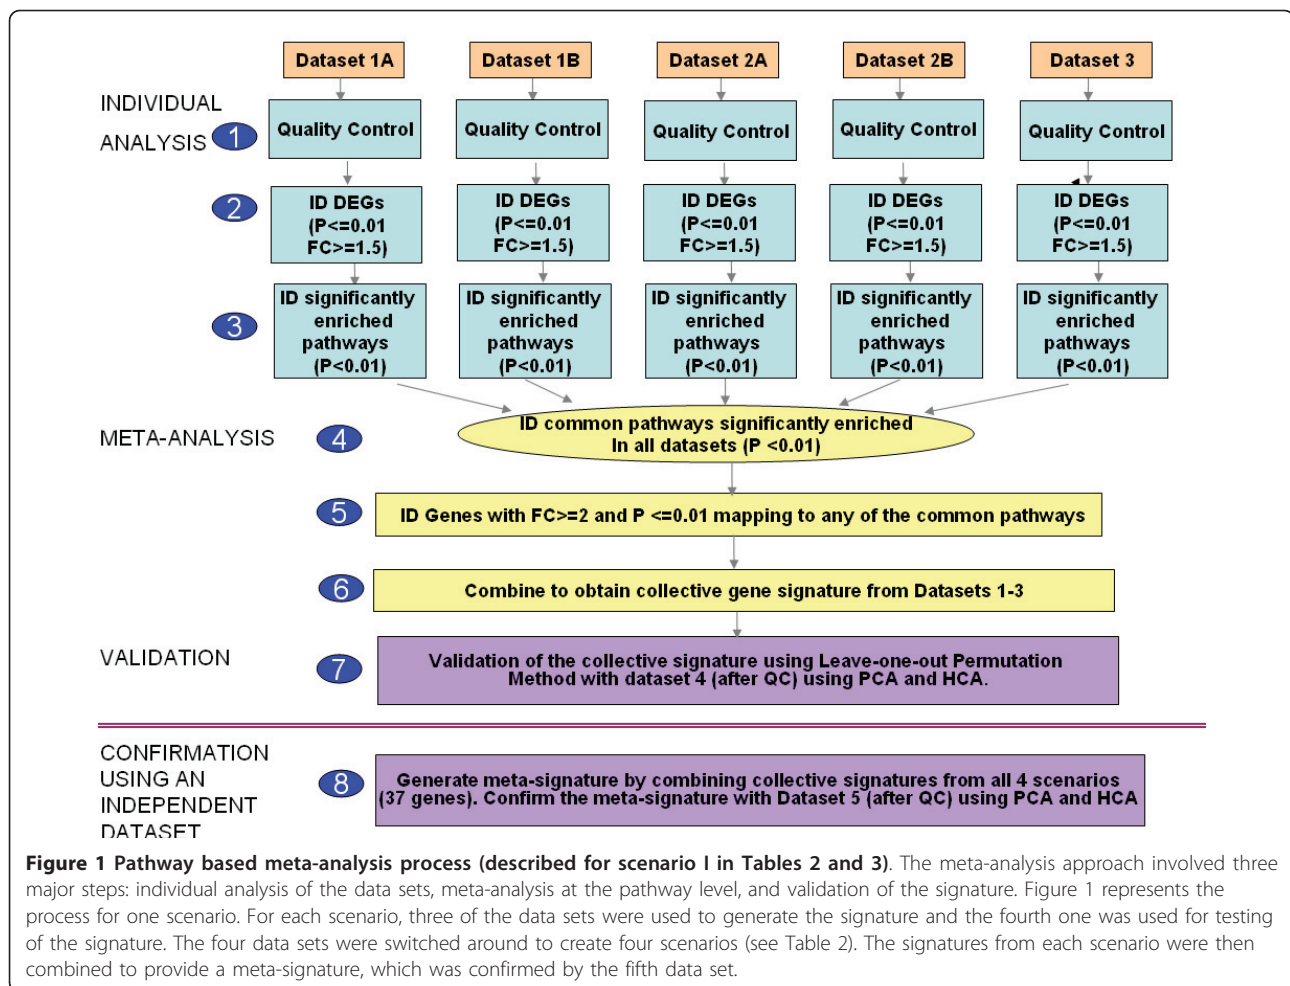 Dataset 1A
Dataset 1B
Dataset 2A
Dataset 2B
Dataset 3
INDIVIDUAL
ANALYSIS
1
Quality Control
Quality Control
Quality Control
Quality Control
Quality Control
2
ID DEGs
(P<=0.01
FC>=1.5)
ID DEGs
(P<=0.01
FC>=1.5)
ID DEGs
(P<=0.01
FC>=1.5)
ID DEGs
(P<=0.01
FC>=1.5)
ID DEGs
(P<=0.01
FC>=1.5)
3
ID significantly
enriched
pathways
(P<0.01)
ID significantly
enriched
pathways
(P<0.01)
ID significantly
enriched
pathways
(P<0.01)
ID significantly
enriched
pathways
(P<0.01)
ID significantly
enriched
pathways
(P<0.01)
META-ANALYSIS
4
ID common pathways significantly enriched
In all datasets (P <0.01)
5
ID Genes with FC>=2 and P <=0.01 mapping to any of the common pathways
6
Combine to obtain collective gene signature from Datasets 1-3
VALIDATION
7
Validation of the collective signature using Leave-one-out Permutation
Method with dataset 4 (after QC) using PCA and HCA.
CONFIRMATION
USING AN
INDEPENDENT
DATASET
8
Generate meta-signature by combining collective signatures from all 4 scenarios
(37 genes). Confirm the meta-signature with Dataset 5 (after QC) using PCA and HCA
Figure 1 Pathway based meta-analysis process (described for scenario I in Tables 2 and 3). The meta-analysis approach involved three
major steps: individual analysis of the data sets, meta-analysis at the pathway level, and validation of the signature. Figure 1 represents the
process for one scenario. For each scenario, three of the data sets were used to generate the signature and the fourth one was used for testing
of the signature. The four data sets were switched around to create four scenarios (see Table 2). The signatures from each scenario were then
combined to provide a meta-signature, which was confirmed by the fifth data set.